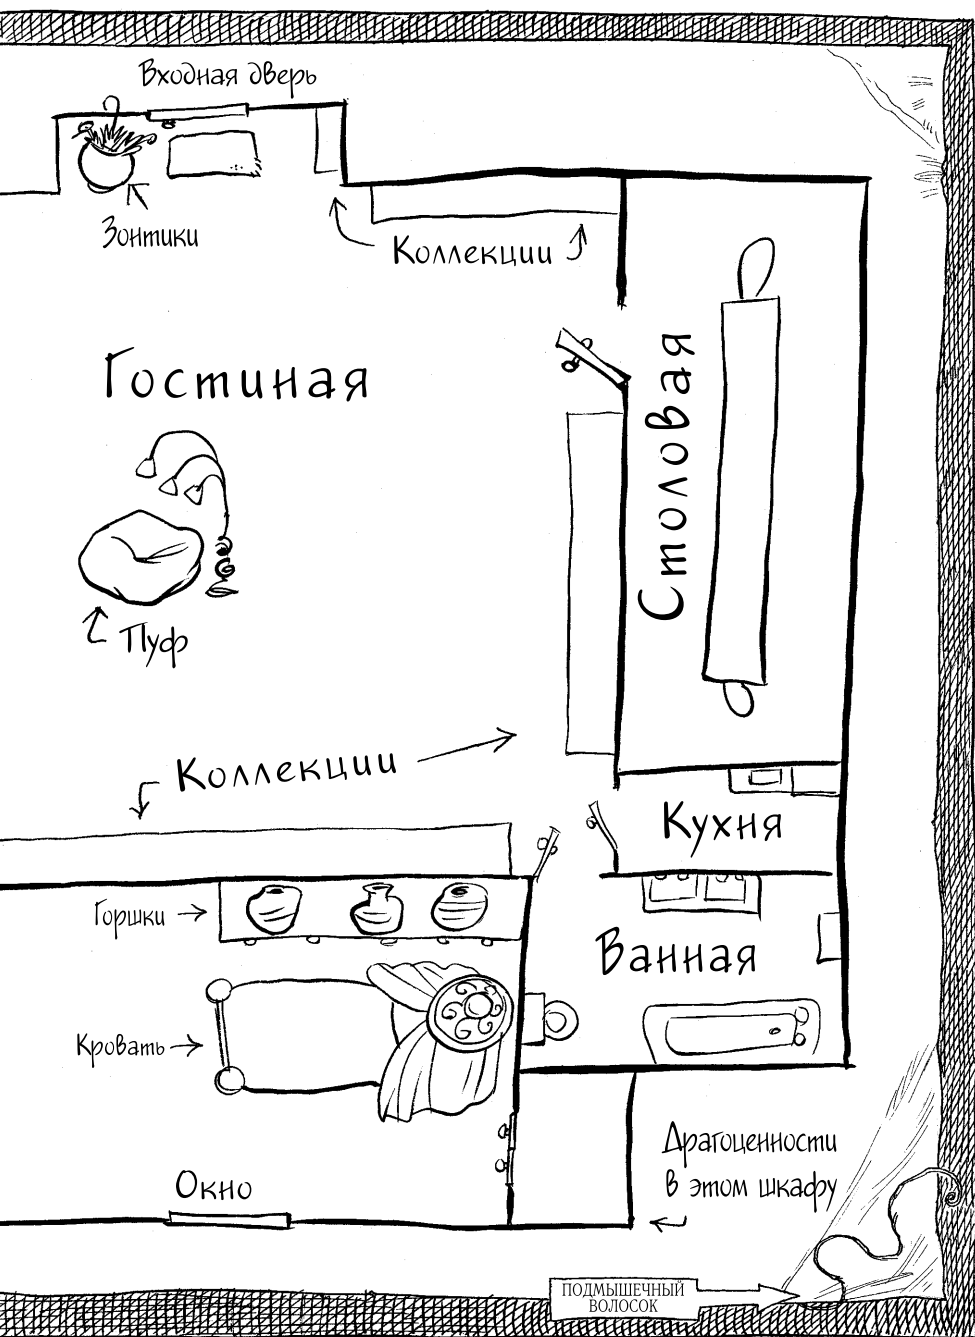 Входная дверь
Зонтики
Коллекции
Гостиная
Столовая
Пуф
Коллекции
Кухня
Горшки
Ванная
Кровать
Драгоценности
в этом шкафу
Окно
ПОДМЫШЕЧНЫЙ
ВОЛОСОК